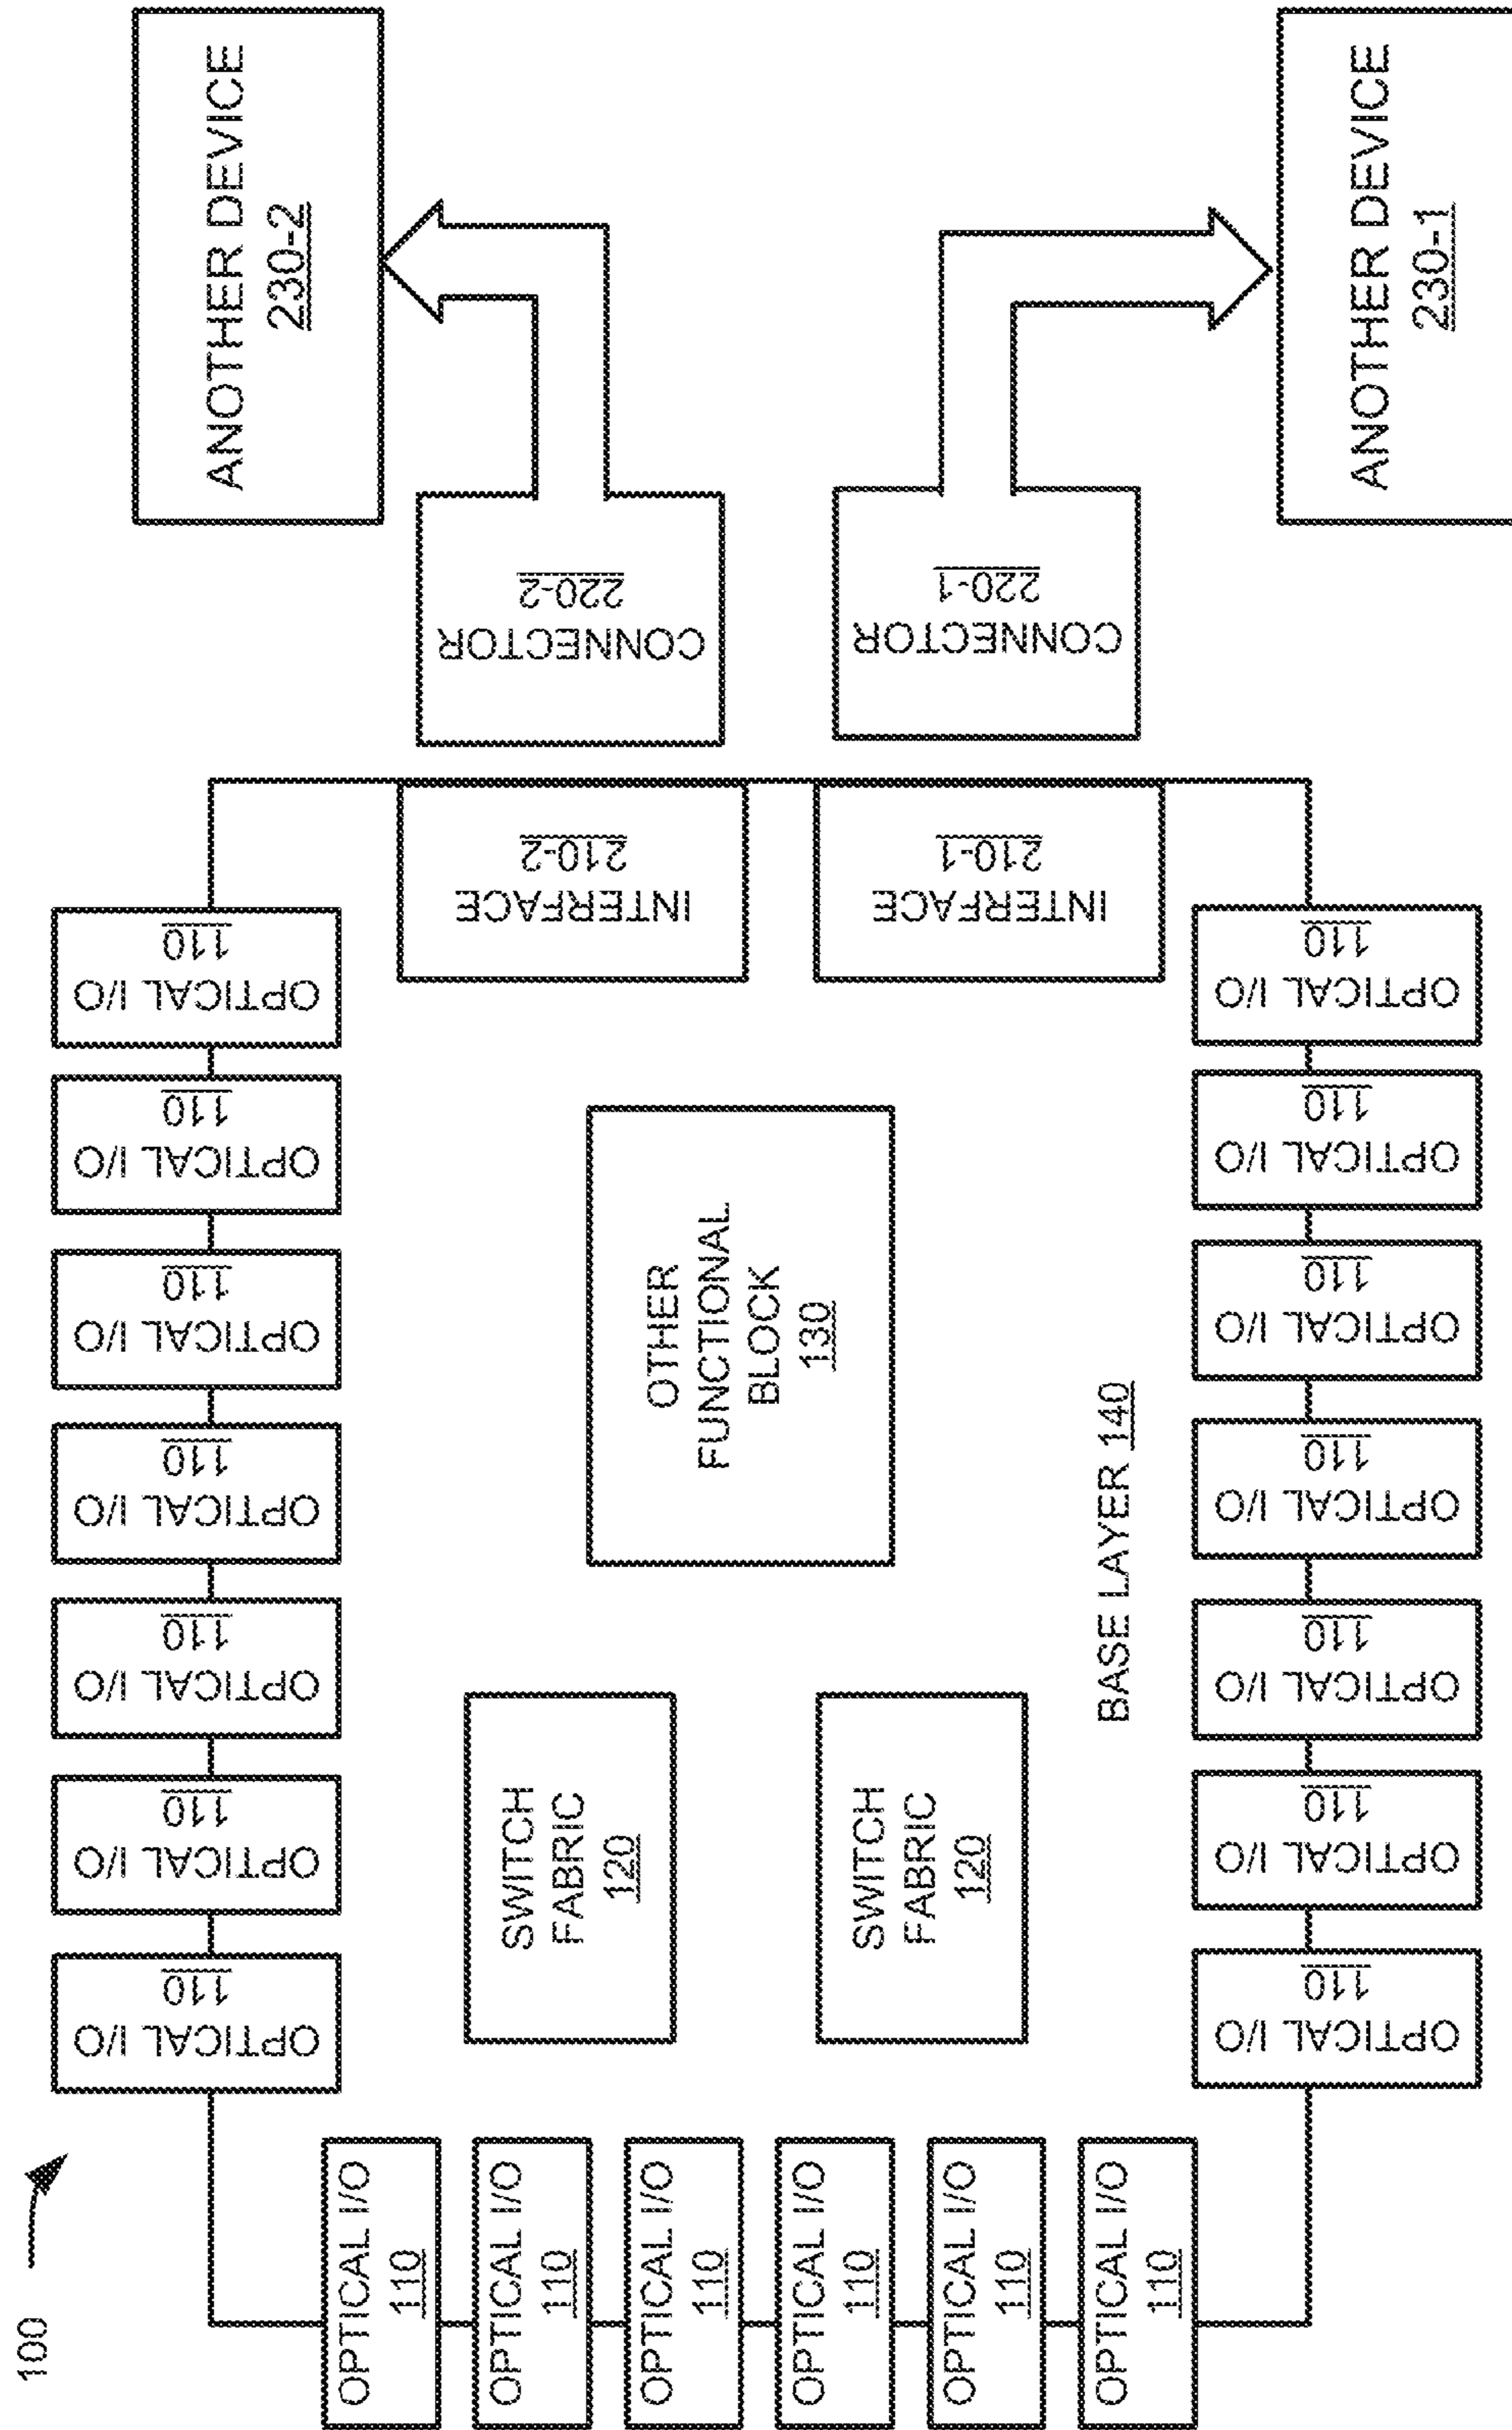 100
OPTICAL I/O
110
OPTICAL I/O
110
OPTICAL I/O
110
OPTICAL I/O
110
OPTICAL I/O
110
OPTICAL I/O
110
OPTICAL I/O
110
OPTICAL I/O
110
OPTICAL I/O
110
OPTICAL I/O
110
OPTICAL I/O
110
OPTICAL I/O
110
OPTICAL I/O
110
SWITCH
FABRIC
120
SWITCH
FABRIC
120
OTHER
FUNCTIONAL
BLOCK
130
BASE LAYER 140
INTERFACE
210-2
INTERFACE
210-1
CONNECTOR
220-2
CONNECTOR
220-1
ANOTHER DEVICE
230-2
ANOTHER DEVICE
230-1
OPTICAL I/O
110
OPTICAL I/O
110
OPTICAL I/O
110
OPTICAL I/O
110
OPTICAL I/O
110
OPTICAL I/O
110
OPTICAL I/O
110